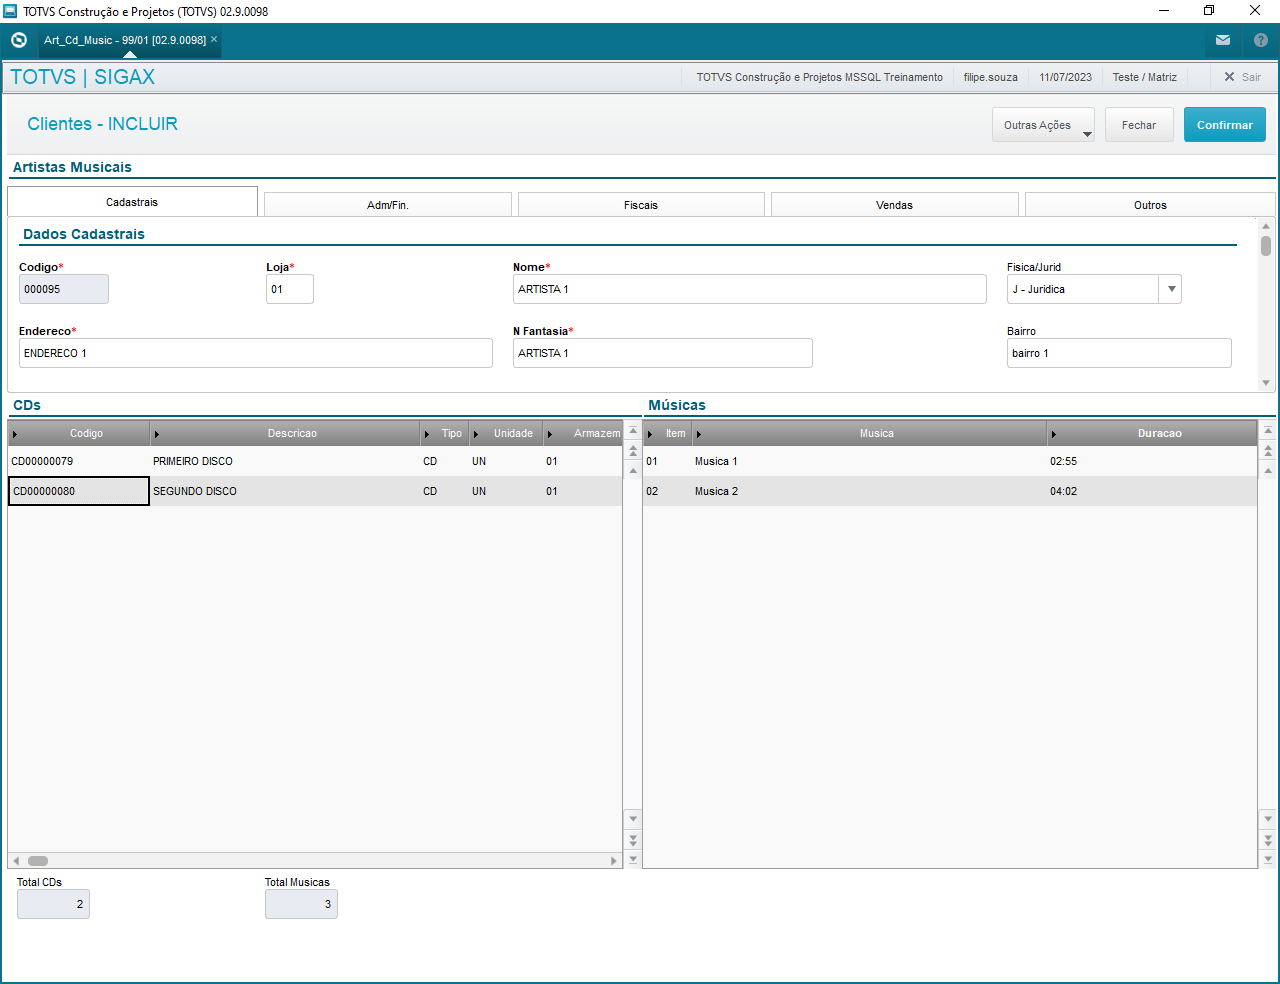 TOTVS Construção e Projetos (TOTVS) 02.9.0098
Art_Cd_Music - 99/01 [02.9.0098] ×
TOTVS | SIGAX
TOTVS Construção e Projetos MSSQL Treinamento filipe.souza 11/07/2023 Teste / Matriz Sair
Clientes - INCLUIR
Outras Ações Fechar Confirmar
Artistas Musicais
Cadastrais Adm/Fin. Fiscais Vendas Outros
Dados Cadastrais
Codigo* Loja* Nome* Fisica/Jurid
000095 01 ARTISTA 1 J - Juridica
Endereco* N Fantasia* Bairro
ENDERECO 1 ARTISTA 1 bairro 1
CDs Músicas
Codigo Descricao Tipo Unidade Armazem Item Musica Duracao
CD00000079 PRIMEIRO DISCO CD UN 01 01 Musica 1 02:55
CD00000080 SEGUNDO DISCO CD UN 01 02 Musica 2 04:02
Total CDs Total Musicas
2 3